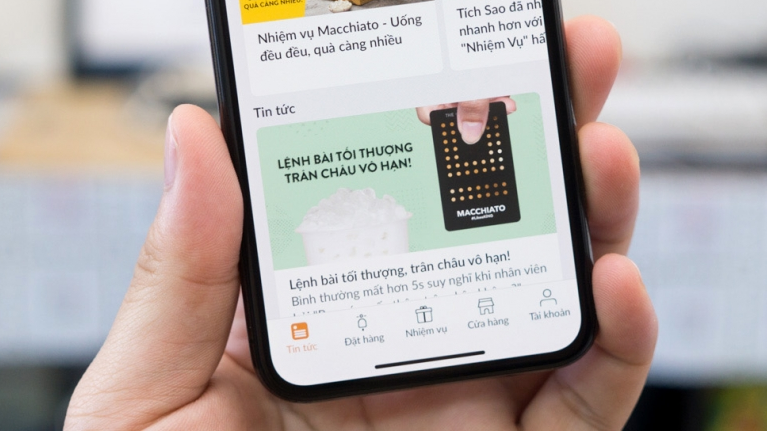 QUÀ CÀNG NHIỀU.
Nhiệm vụ Macchiato - Uống
đều đều, quà càng nhiều
Tích Sao đã nh
nhanh hơn với
"Nhiệm Vụ" hấ
Tin tức
LỆNH BÀI TỐI THƯỢNG
TRÂN CHÂU VÔ HẠN!
MACCHIATO
Lệnh bài tối thượng, trân châu vô hạn!
Bình thường mất hơn 5s suy nghĩ khi nhân viên
Tin tức
Đặt hàng
Nhiệm vụ
Cửa hàng
Tài khoản